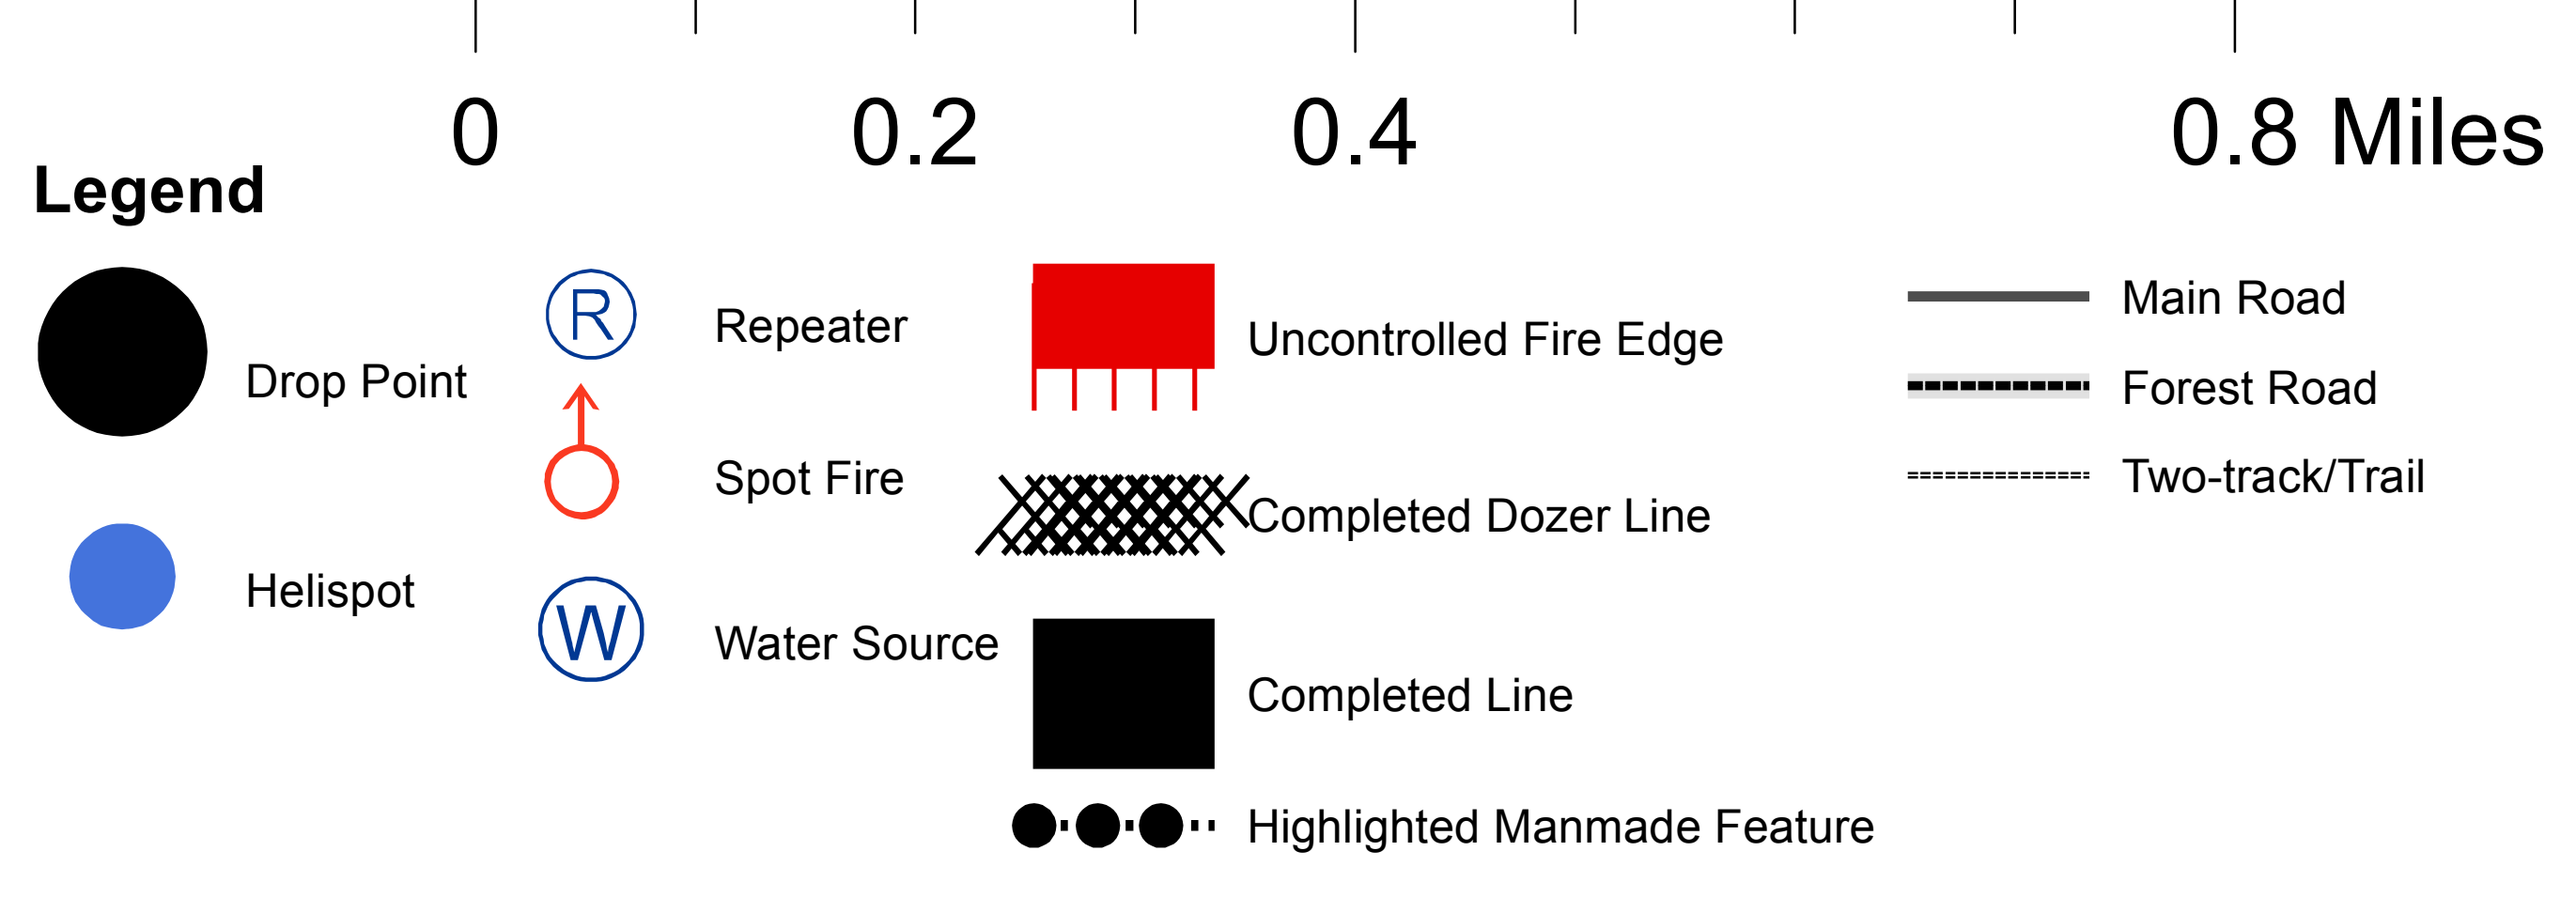 0 0.2 0.4 0.8 Miles
Legend
Drop Point
Helispot
R Repeater
Spot Fire
W Water Source
Uncontrolled Fire Edge
Completed Dozer Line
Completed Line
Highlighted Manmade Feature
Main Road
Forest Road
Two-track/Trail